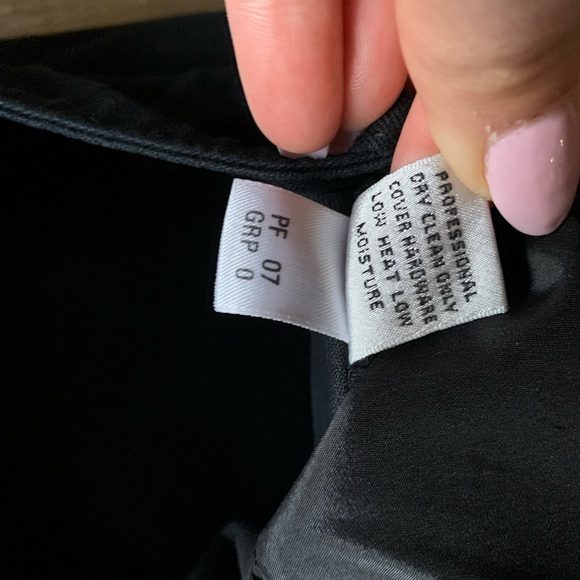 PF 07
GRP 0
PROFESSIONAL
DRY CLEAN ONLY
COVER HARDWARE
LOW HEAT LOW
MOISTURE